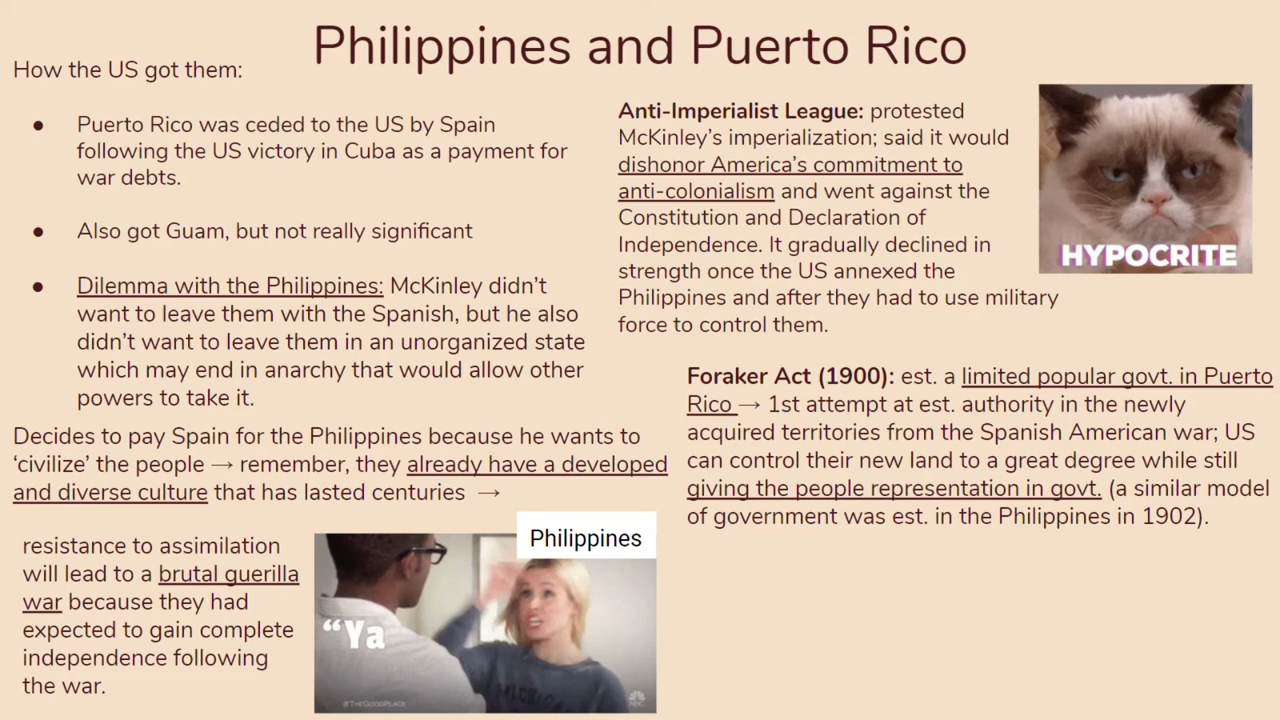 Philippines and Puerto Rico
How the US got them:
● Puerto Rico was ceded to the US by Spain
following the US victory in Cuba as a payment for
war debts.
● Also got Guam, but not really significant
● Dilemma with the Philippines: McKinley didn’t
want to leave them with the Spanish, but he also
didn’t want to leave them in an unorganized state
which may end in anarchy that would allow other
powers to take it.
Decides to pay Spain for the Philippines because he wants to
‘civilize’ the people → remember, they already have a developed
and diverse culture that has lasted centuries →
resistance to assimilation
will lead to a brutal guerilla
war because they had
expected to gain complete
independence following
the war.
Philippines
“Ya
MICHIGAN
@THEGOODPLACE
NBC
Anti-Imperialist League: protested
McKinley’s imperialization; said it would
dishonor America’s commitment to
anti-colonialism and went against the
Constitution and Declaration of
Independence. It gradually declined in
strength once the US annexed the
Philippines and after they had to use military
force to control them.
HYPOCRITE
Foraker Act (1900): est. a limited popular govt. in Puerto
Rico → 1st attempt at est. authority in the newly
acquired territories from the Spanish American war; US
can control their new land to a great degree while still
giving the people representation in govt. (a similar model
of government was est. in the Philippines in 1902).